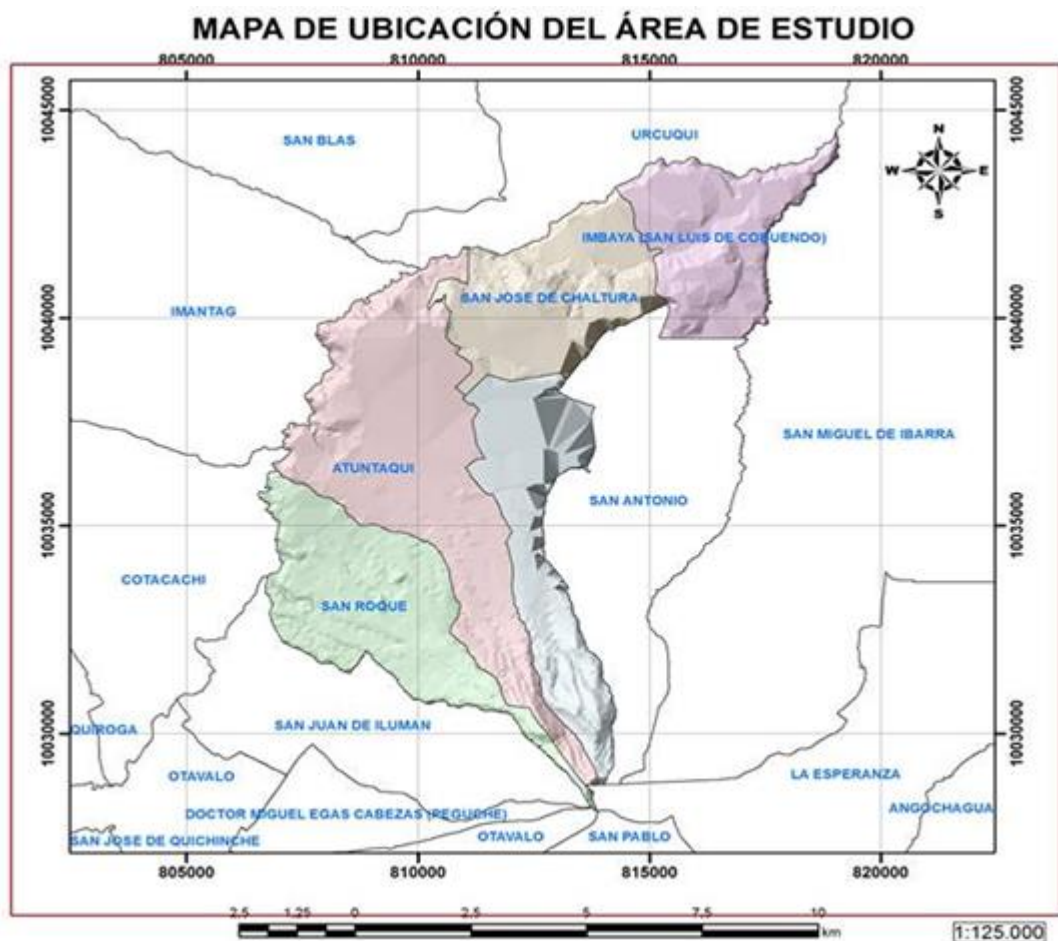 MAPA DE UBICACIÓN DEL ÁREA DE ESTUDIO
805000 810000 815000 820000
10045000 10045000
SAN BLAS
URCUQUI
N
W E
S
IMBAYA (SAN LUIS DE COBUENDO)
SAN JOSE DE CHALTURA
IMANTAG
10040000 10040000
SAN MIGUEL DE IBARRA
ATUNTAQUI
SAN ANTONIO
10035000 10035000
COTACACHI
SAN ROQUE
SAN JUAN DE ILUMAN
QUIROGA
10030000 10030000
OTAVALO
LA ESPERANZA
DOCTOR MIGUEL EGAS CABEZAS (PEGUCHE)
ANGOCHAGUA
SAN JOSE DE QUICHINCHE
OTAVALO
SAN PABLO
805000 810000 815000 820000
2.5 1.25 0 2.5 5 7.5 10
km
1:125.000